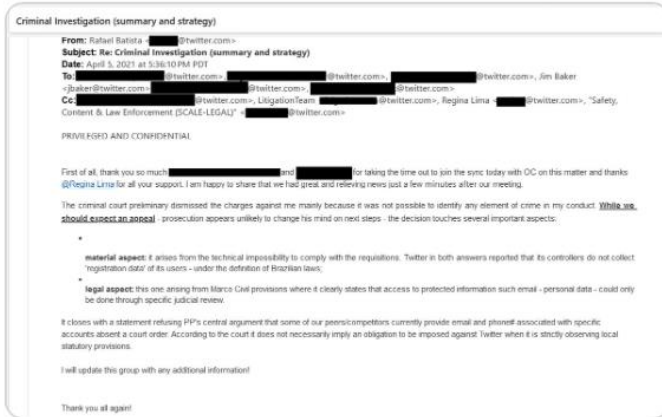 Criminal Investigation (summary and strategy)
From: Rafael Batista < @twitter.com>
Subject: Re: Criminal Investigation (summary and strategy)
Date: April 5, 2021 at 5:36:10 PM PDT
To: @twitter.com>, @twitter.com>, @twitter.com>, Jim Baker
<jbaker@twitter.com> @twitter.com>, @twitter.com>
Cc: @twitter.com>, LitigationTeam @twitter.com>, Regina Lima < @twitter.com>, "Safety,
Content & Law Enforcement (SCALE-LEGAL)" < @twitter.com>
PRIVILEGED AND CONFIDENTIAL
First of all, thank you so much and for taking the time out to join the sync today with OC on this matter and thanks
@Regina Lima for all your support. I am happy to share that we had great and relieving news just a few minutes after our meeting.
The criminal court preliminary dismissed the charges against me mainly because it was not possible to identify any element of crime in my conduct. While we
should expect an appeal - prosecution appears unlikely to change his mind on next steps - the decision touches several important aspects:
•
material aspect: it arises from the technical impossibility to comply with the requisitions. Twitter in both answers reported that its controllers do not collect
'registration data' of its users - under the definition of Brazilian laws;
•
legal aspect: this one arising from Marco Civil provisions where it clearly states that access to protected information such email - personal data - could only
be done through specific judicial review.
It closes with a statement refusing PP's central argument that some of our peers/competitors currently provide email and phone# associated with specific
accounts absent a court order. According to the court it does not necessarily imply an obligation to be imposed against Twitter when it is strictly observing local
statutory provisions.
I will update this group with any additional information!
Thank you all again!